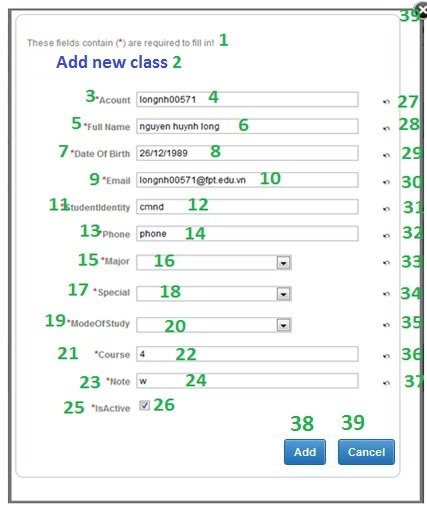 39
These fields contain (*) are required to fill in! 1
Add new class 2
3 *Acount longnh00571 4 27
5 *Full Name nguyen huynh long 6 28
7 *Date Of Birth 26/12/1989 8 29
9 *Email longnh00571@fpt.edu.vn 10 30
11 *StudentIdentity cmnd 12 31
13 *Phone phone 14 32
15 *Major 16 33
17 *Special 18 34
19 *ModeOfStudy 20 35
21 *Course 4 22 36
23 *Note w 24 37
25 *IsActive 26
38 39
Add Cancel